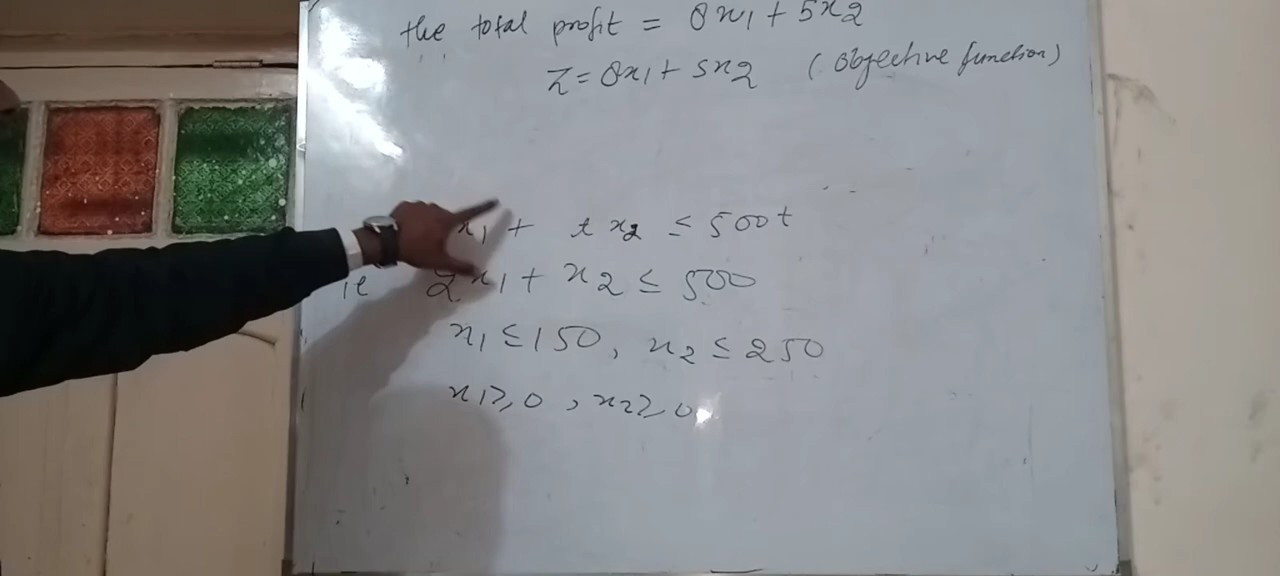 the total profit = 8x1 + 5x2
Z = 8x1 + 5x2 (objective function)
x1 + t x2 ≤ 500t
ie 2x1 + x2 ≤ 500
x1 ≤ 150, x2 ≤ 250
x1 ≥ 0, x2 ≥ 0